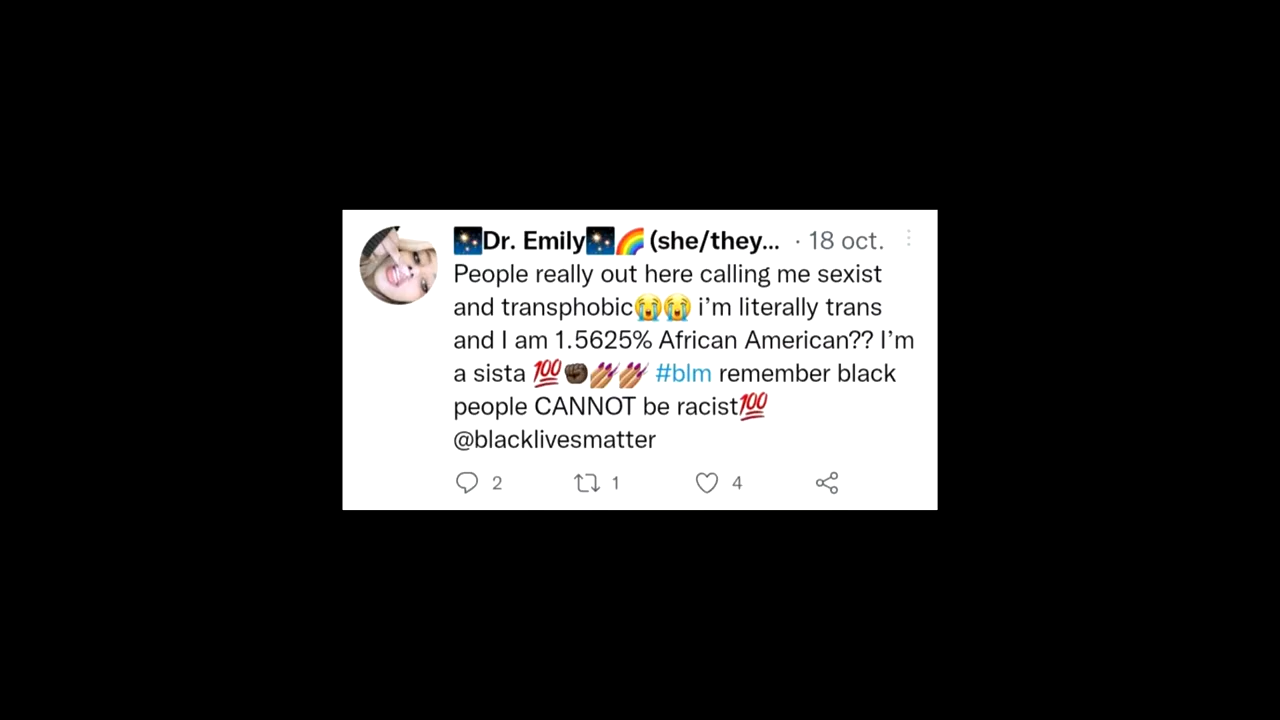 🎇Dr. Emily🎇🌈 (she/they... · 18 oct.
People really out here calling me sexist
and transphobic😭😭 i’m literally trans
and I am 1.5625% African American?? I’m
a sista 💯✊🏿💅🏽💅🏽 #blm remember black
people CANNOT be racist💯
@blacklivesmatter
2 1 4